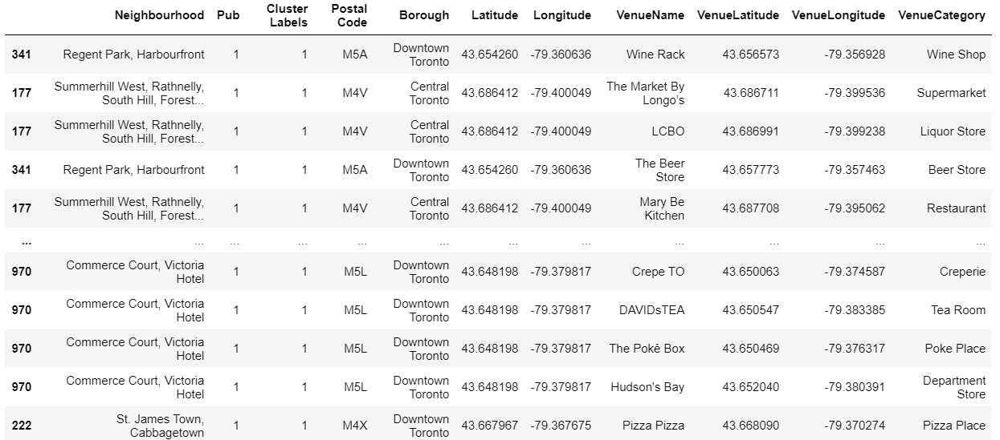 Neighbourhood Pub Cluster Labels Postal Code Borough Latitude Longitude VenueName VenueLatitude VenueLongitude VenueCategory
341 Regent Park, Harbourfront 1 1 M5A Downtown Toronto 43.654260 -79.360636 Wine Rack 43.656573 -79.356928 Wine Shop
177 Summerhill West, Rathnelly, South Hill, Forest... 1 1 M4V Central Toronto 43.686412 -79.400049 The Market By Longo’s 43.686711 -79.399536 Supermarket
177 Summerhill West, Rathnelly, South Hill, Forest... 1 1 M4V Central Toronto 43.686412 -79.400049 LCBO 43.686991 -79.399238 Liquor Store
341 Regent Park, Harbourfront 1 1 M5A Downtown Toronto 43.654260 -79.360636 The Beer Store 43.657773 -79.357463 Beer Store
177 Summerhill West, Rathnelly, South Hill, Forest... 1 1 M4V Central Toronto 43.686412 -79.400049 Mary Be Kitchen 43.687708 -79.395062 Restaurant
... ... ... ... ... ... ... ... ... ... ... ...
970 Commerce Court, Victoria Hotel 1 1 M5L Downtown Toronto 43.648198 -79.379817 Crepe TO 43.650063 -79.374587 Creperie
970 Commerce Court, Victoria Hotel 1 1 M5L Downtown Toronto 43.648198 -79.379817 DAVIDsTEA 43.650547 -79.383385 Tea Room
970 Commerce Court, Victoria Hotel 1 1 M5L Downtown Toronto 43.648198 -79.379817 The Poké Box 43.650469 -79.376317 Poke Place
970 Commerce Court, Victoria Hotel 1 1 M5L Downtown Toronto 43.648198 -79.379817 Hudson's Bay 43.652040 -79.380391 Department Store
222 St. James Town, Cabbagetown 1 1 M4X Downtown Toronto 43.667967 -79.367675 Pizza Pizza 43.668090 -79.370274 Pizza Place